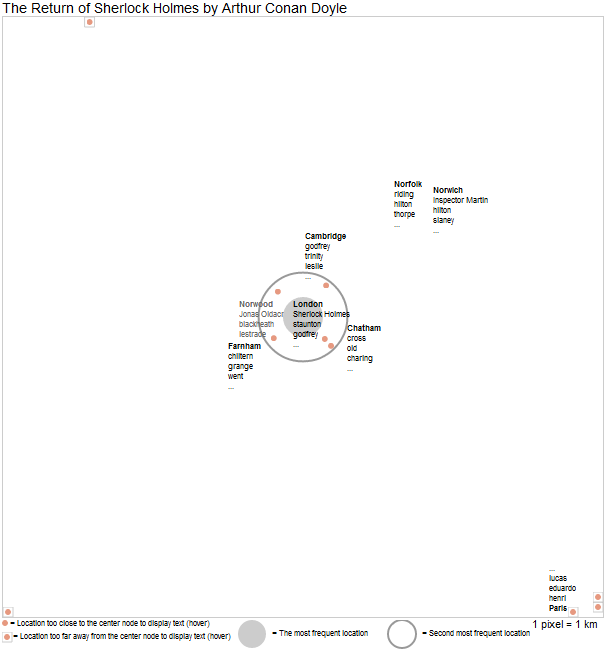 The Return of Sherlock Holmes by Arthur Conan Doyle
Norfolk
riding
hilton
thorpe
Norwich
Inspector Martin
hilton
slaney
Cambridge
godfrey
trinity
leslie
Norwood
Jonas Oldacr
blackheath
lestrade
London
Sherlock Holmes
staunton
godfrey
Chatham
cross
old
charing
Farnham
chiltern
grange
went
lucas
eduardo
henri
Paris
1 pixel = 1 km
= Location too close to the center node to display text (hover)
= Location too far away from the center node to display text (hover)
= The most frequent location
= Second most frequent location